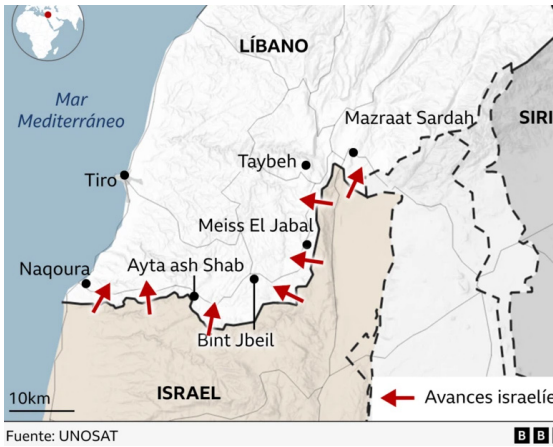 LÍBANO
Mar
Mediterráneo
Mazraat Sardah
SIRI
Taybeh
Tiro
Meiss El Jabal
Naqoura
Ayta ash Shab
Bint Jbeil
ISRAEL
10km
Avances israelíe
Fuente: UNOSAT
B B